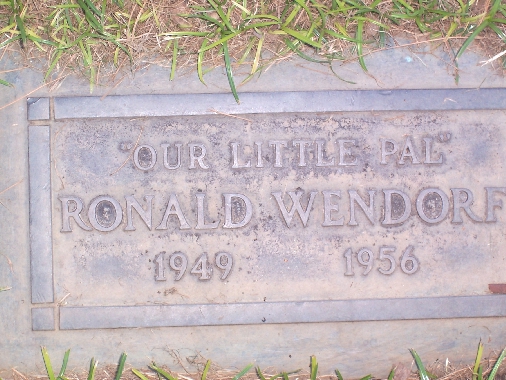 "OUR LITTLE PAL"
RONALD WENDORF
1949 1956